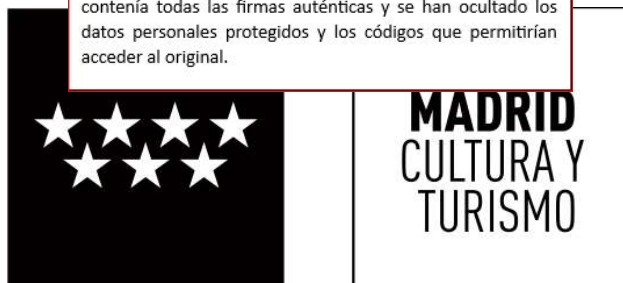 contenía todas las firmas auténticas y se han ocultado los
datos personales protegidos y los códigos que permitirían
acceder al original.
MADRID
CULTURA Y
TURISMO